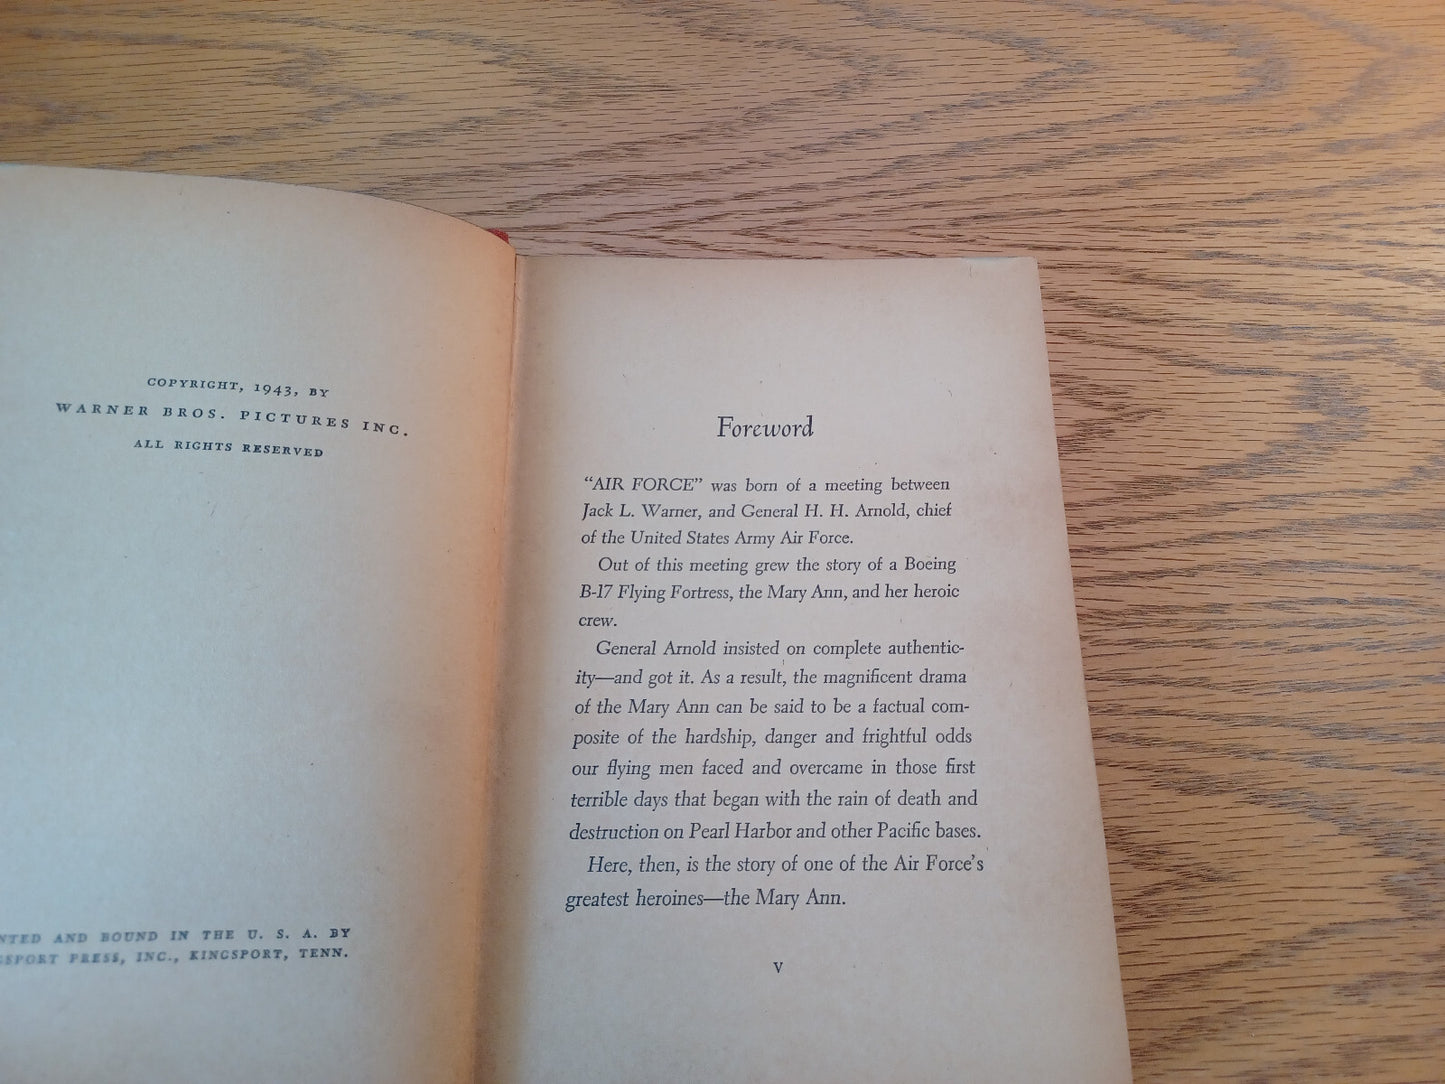 COPYRIGHT, 1943, BY
WARNER BROS. PICTURES INC.
ALL RIGHTS RESERVED
AND BOUND IN THE U. S. A. BY
PRESS, INC., KINGSPORT, TENN.
Foreword
“AIR FORCE” was born of a meeting between
Jack L. Warner, and General H. H. Arnold, chief
of the United States Army Air Force.
Out of this meeting grew the story of a Boeing
B-17 Flying Fortress, the Mary Ann, and her heroic
crew.
General Arnold insisted on complete authentic-
ity—and got it. As a result, the magnificent drama
of the Mary Ann can be said to be a factual com-
posite of the hardship, danger and frightful odds
our flying men faced and overcame in those first
terrible days that began with the rain of death and
destruction on Pearl Harbor and other Pacific bases.
Here, then, is the story of one of the Air Force’s
greatest heroines—the Mary Ann.
V